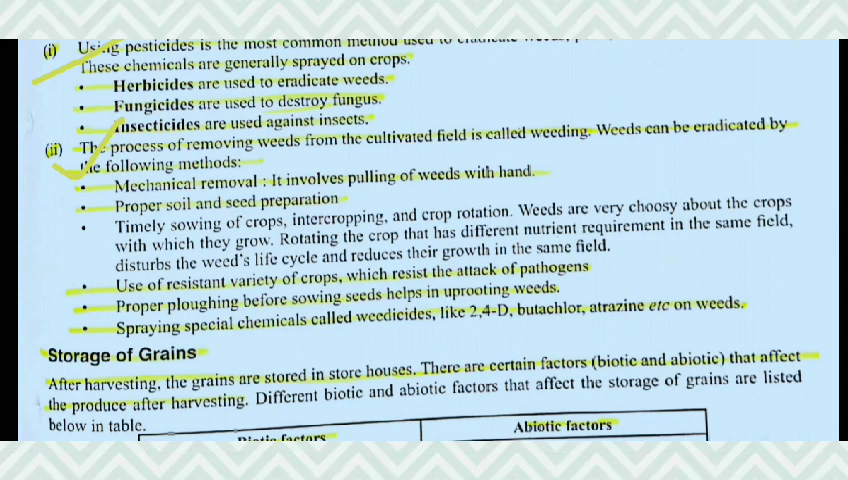 (i) Using pesticides is the most common method used to
These chemicals are generally sprayed on crops.
• Herbicides are used to eradicate weeds.
• Fungicides are used to destroy fungus.
• Insecticides are used against insects.
(ii) The process of removing weeds from the cultivated field is called weeding. Weeds can be eradicated by
the following methods:
• Mechanical removal : It involves pulling of weeds with hand.
• Proper soil and seed preparation
• Timely sowing of crops, intercropping, and crop rotation. Weeds are very choosy about the crops
with which they grow. Rotating the crop that has different nutrient requirement in the same field,
disturbs the weed's life cycle and reduces their growth in the same field.
• Use of resistant variety of crops, which resist the attack of pathogens
• Proper ploughing before sowing seeds helps in uprooting weeds.
• Spraying special chemicals called weedicides, like 2,4-D, butachlor, atrazine etc on weeds.
Storage of Grains
After harvesting, the grains are stored in store houses. There are certain factors (biotic and abiotic) that affect
the produce after harvesting. Different biotic and abiotic factors that affect the storage of grains are listed
below in table.
Biotic factors Abiotic factors